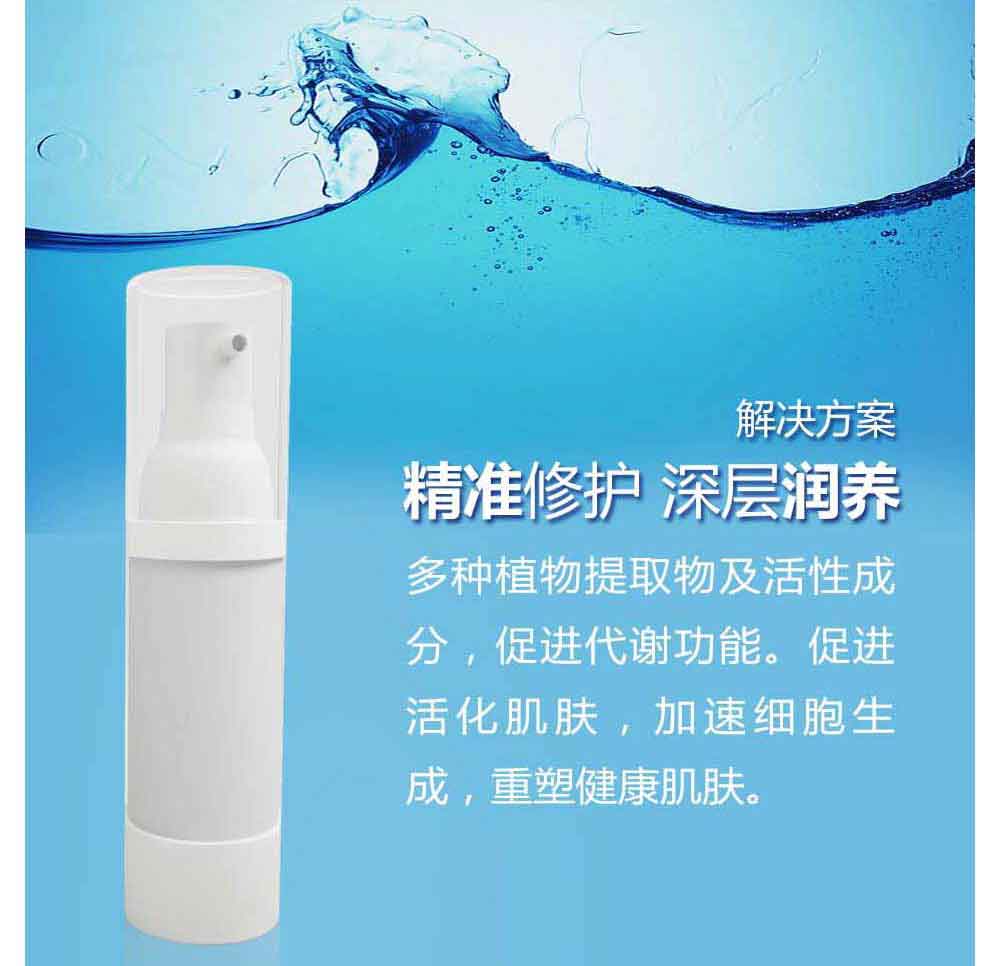 解决方案
精准修护 深层润养
多种植物提取物及活性成
分，促进代谢功能。促进
活化肌肤，加速细胞生
成，重塑健康肌肤。